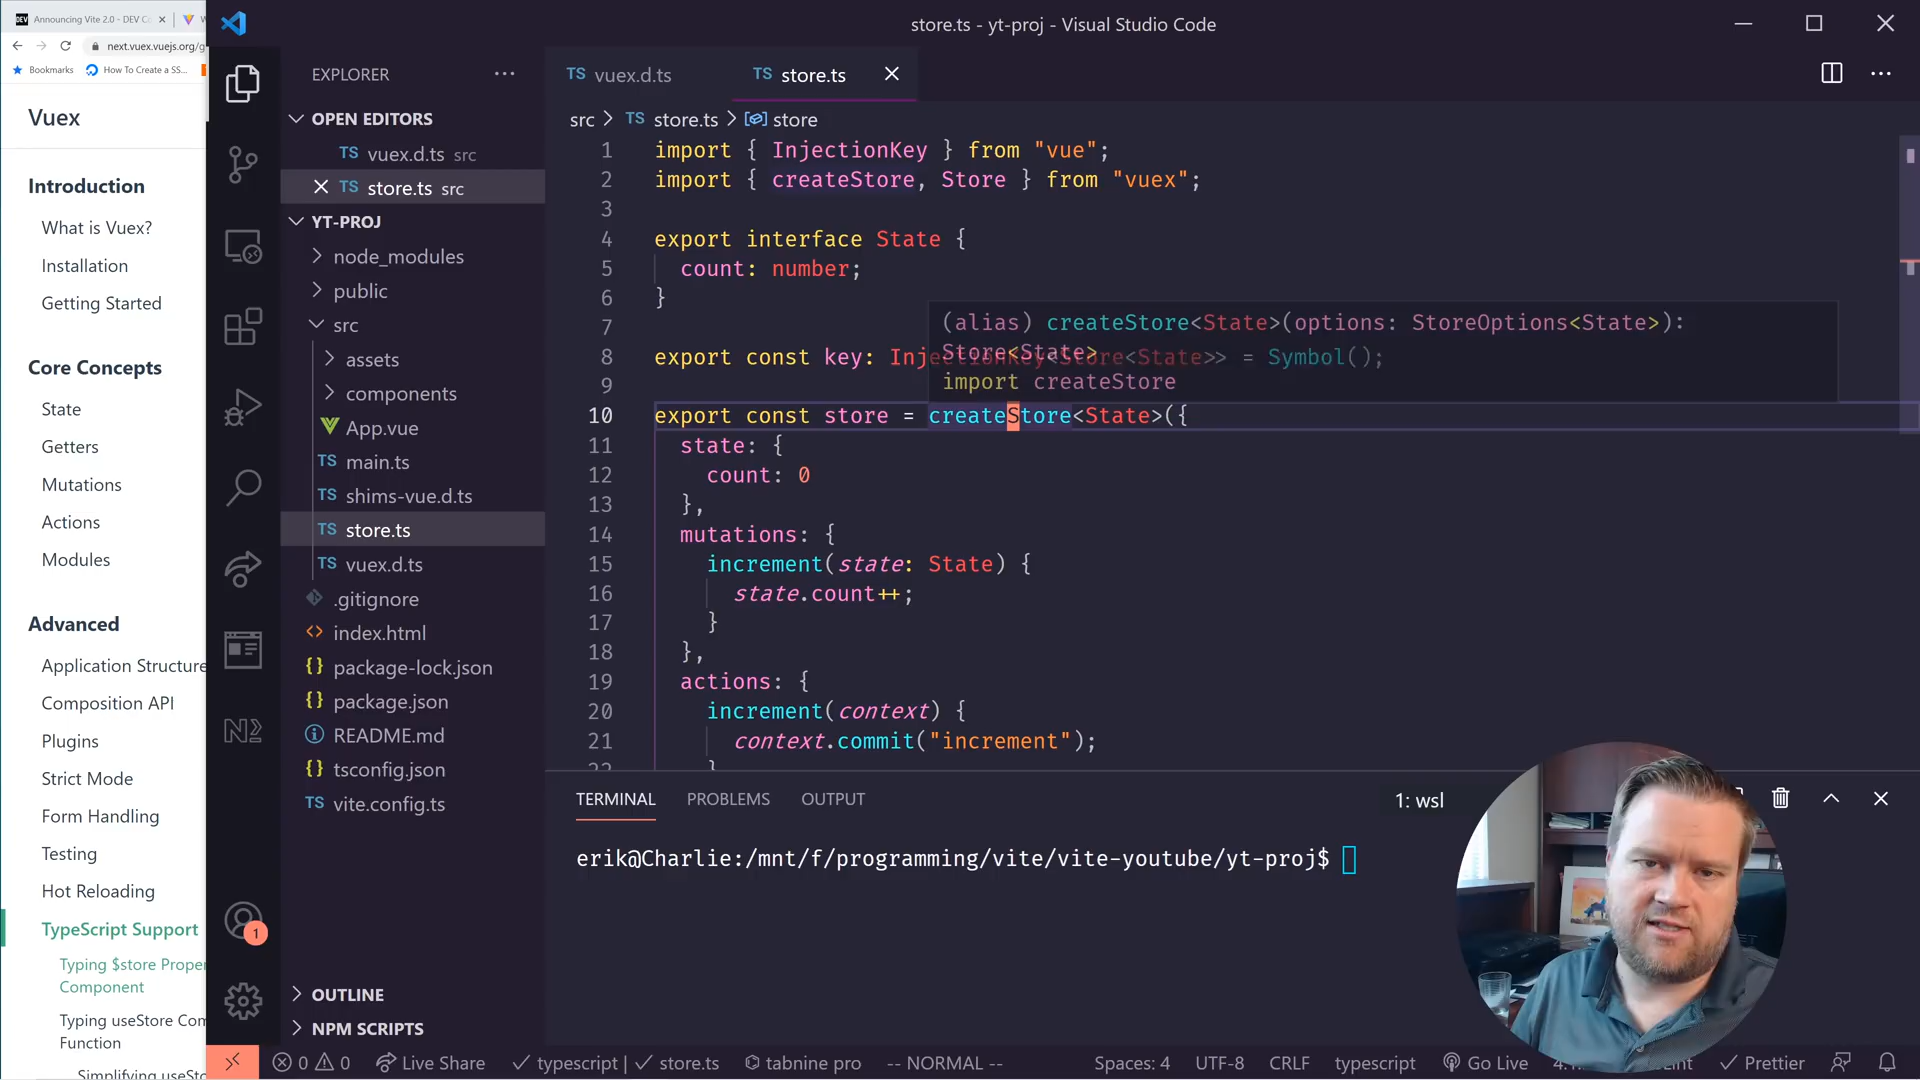 Announcing Vite 2.0 - DEV C
next.vuex.vuejs.org/g
Bookmarks
How To Create a SS...
Vuex
Introduction
What is Vuex?
Installation
Getting Started
Core Concepts
State
Getters
Mutations
Actions
Modules
Advanced
Application Structure
Composition API
Plugins
Strict Mode
Form Handling
Testing
Hot Reloading
TypeScript Support
Typing $store Proper
Component
Typing useStore Com
Function
Simplifying useSto
store.ts - yt-proj - Visual Studio Code
EXPLORER
OPEN EDITORS
TS vuex.d.ts src
TS store.ts src
YT-PROJ
node_modules
public
src
assets
components
App.vue
TS main.ts
TS shims-vue.d.ts
TS store.ts
TS vuex.d.ts
.gitignore
<> index.html
{} package-lock.json
{} package.json
README.md
{} tsconfig.json
TS vite.config.ts
OUTLINE
NPM SCRIPTS
1
TS vuex.d.ts
TS store.ts
src > TS store.ts > store
1 import { InjectionKey } from "vue";
2 import { createStore, Store } from "vuex";
3
4 export interface State {
5 count: number;
6 }
7
(alias) createStore<State>(options: StoreOptions<State>):
Store<State>
import createStore
8 export const key: InjectionKey<Store<State>> = Symbol();
9
10 export const store = createStore<State>({
11 state: {
12 count: 0
13 },
14 mutations: {
15 increment(state: State) {
16 state.count++;
17 }
18 },
19 actions: {
20 increment(context) {
21 context.commit("increment");
22 }
TERMINAL PROBLEMS OUTPUT
1: wsl
erik@Charlie:/mnt/f/programming/vite/vite-youtube/yt-proj$
0 0 Live Share typescript | store.ts tabnine pro -- NORMAL -- Spaces: 4 UTF-8 CRLF typescript Go Live Prettier